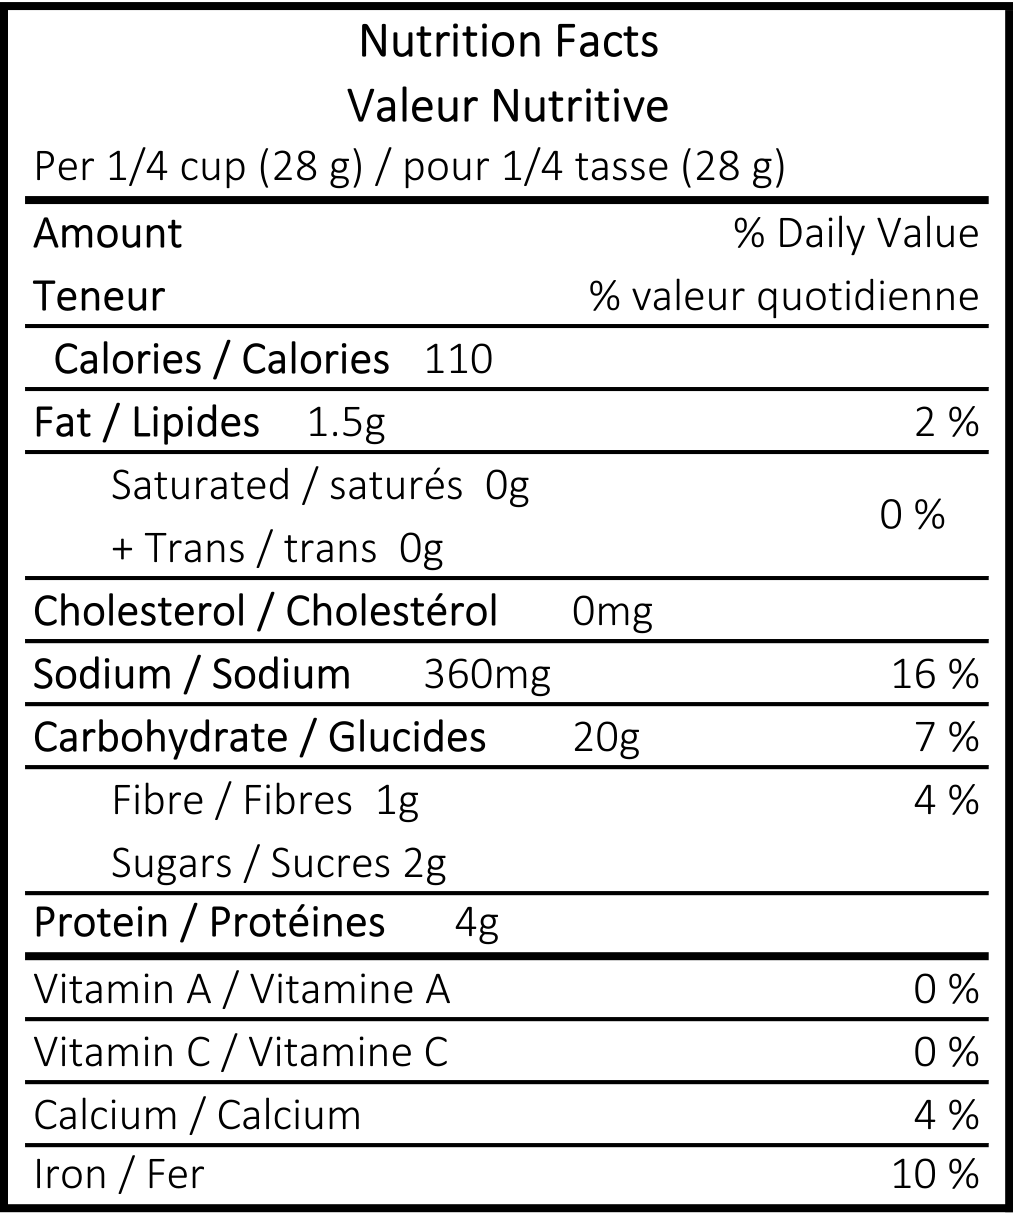 Nutrition Facts
Valeur Nutritive
Per 1/4 cup (28 g) / pour 1/4 tasse (28 g)
Amount % Daily Value
Teneur % valeur quotidienne
Calories / Calories 110
Fat / Lipides 1.5g 2 %
Saturated / saturés 0g
0 %
+ Trans / trans 0g
Cholesterol / Cholestérol 0mg
Sodium / Sodium 360mg 16 %
Carbohydrate / Glucides 20g 7 %
Fibre / Fibres 1g 4 %
Sugars / Sucres 2g
Protein / Protéines 4g
Vitamin A / Vitamine A 0 %
Vitamin C / Vitamine C 0 %
Calcium / Calcium 4 %
Iron / Fer 10 %